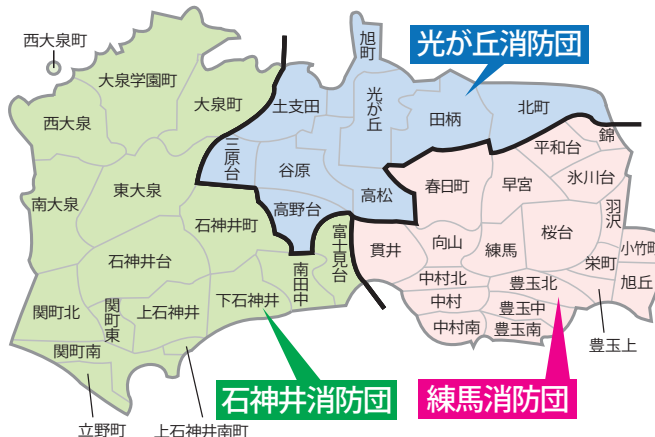 西大泉町
旭町
光が丘消防団
大泉学園町
大泉町
土支田
光が丘
田柄
北町
西大泉
錦
平和台
三原台
谷原
氷川台
東大泉
春日町
早宮
南大泉
高松
高野台
羽沢
石神井町
富士見台
桜台
小竹町
貫井
向山
練馬
石神井台
南田中
栄町
中村北
豊玉北
旭丘
下石神井
中村
関町北
関町東
上石神井
豊玉中
中村南
豊玉南
豊玉上
関町南
石神井消防団
練馬消防団
立野町
上石神井南町